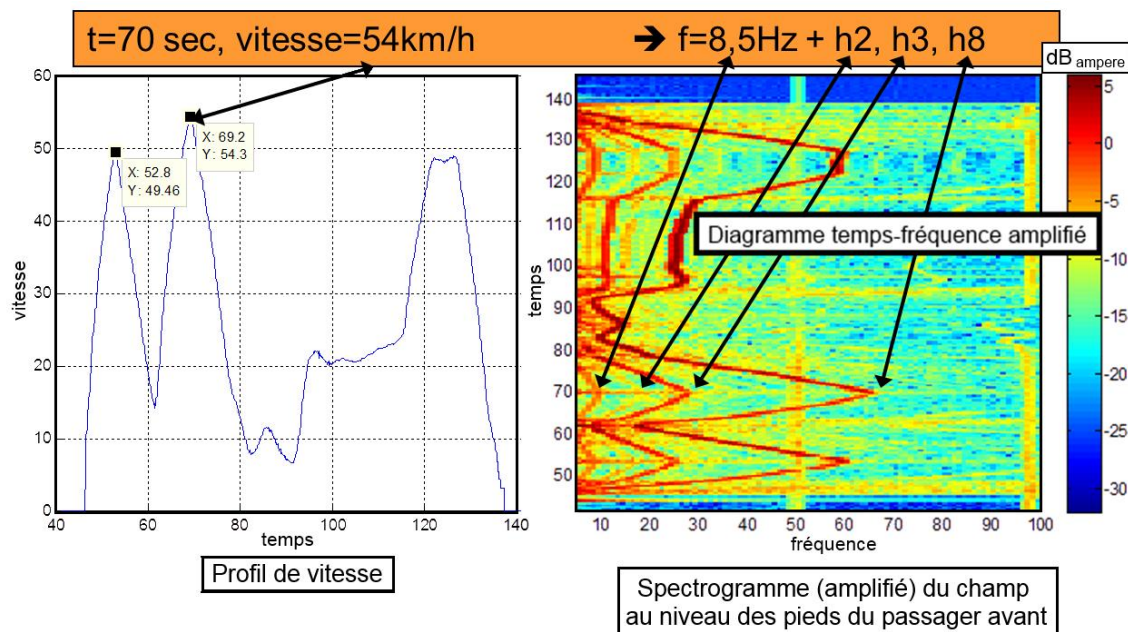 t=70 sec, vitesse=54km/h → f=8,5Hz + h2, h3, h8
dB ampere
60
50
40
30
20
10
0
vitesse
X: 52.8
Y: 49.46
X: 69.2
Y: 54.3
40 60 80 100 120 140
temps
Profil de vitesse
140
130
120
110
100
90
80
70
60
50
temps
Diagramme temps-fréquence amplifié
10 20 30 40 50 60 70 80 90 100
fréquence
5
0
-5
-10
-15
-20
-25
-30
Spectrogramme (amplifié) du champ
au niveau des pieds du passager avant